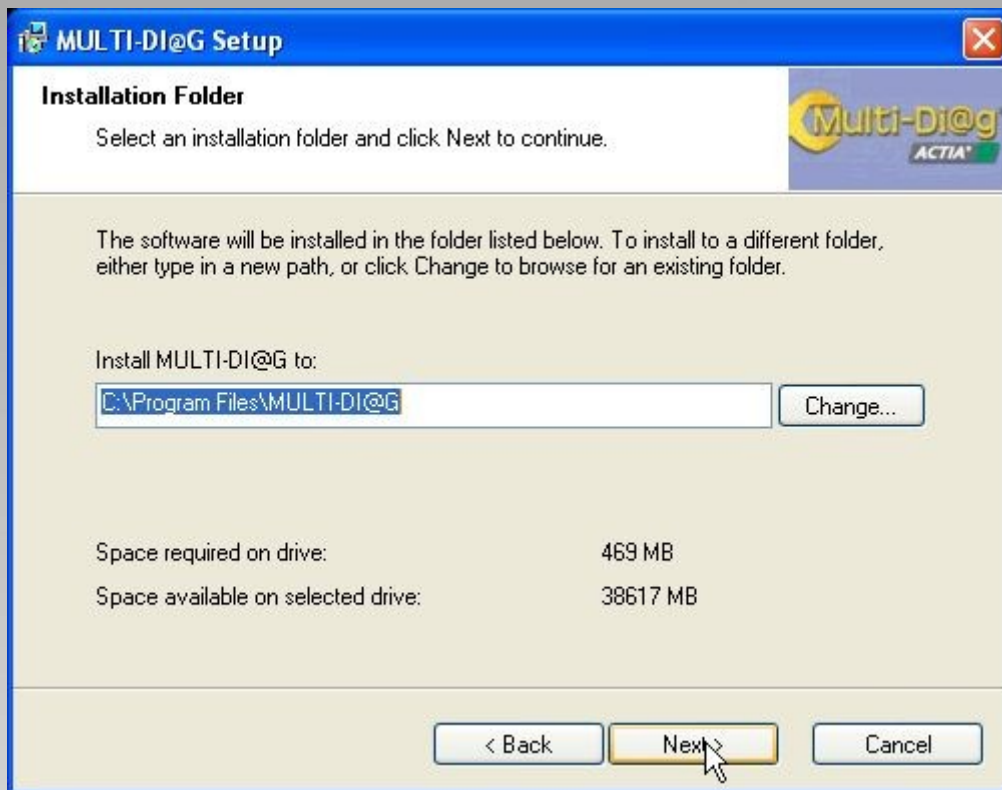 MULTI-DI@G Setup
Installation Folder
Select an installation folder and click Next to continue.
Multi-Di@g
ACTIA
The software will be installed in the folder listed below. To install to a different folder,
either type in a new path, or click Change to browse for an existing folder.
Install MULTI-DI@G to:
C:\Program Files\MULTI-DI@G
Change...
Space required on drive: 469 MB
Space available on selected drive: 38617 MB
< Back Next > Cancel